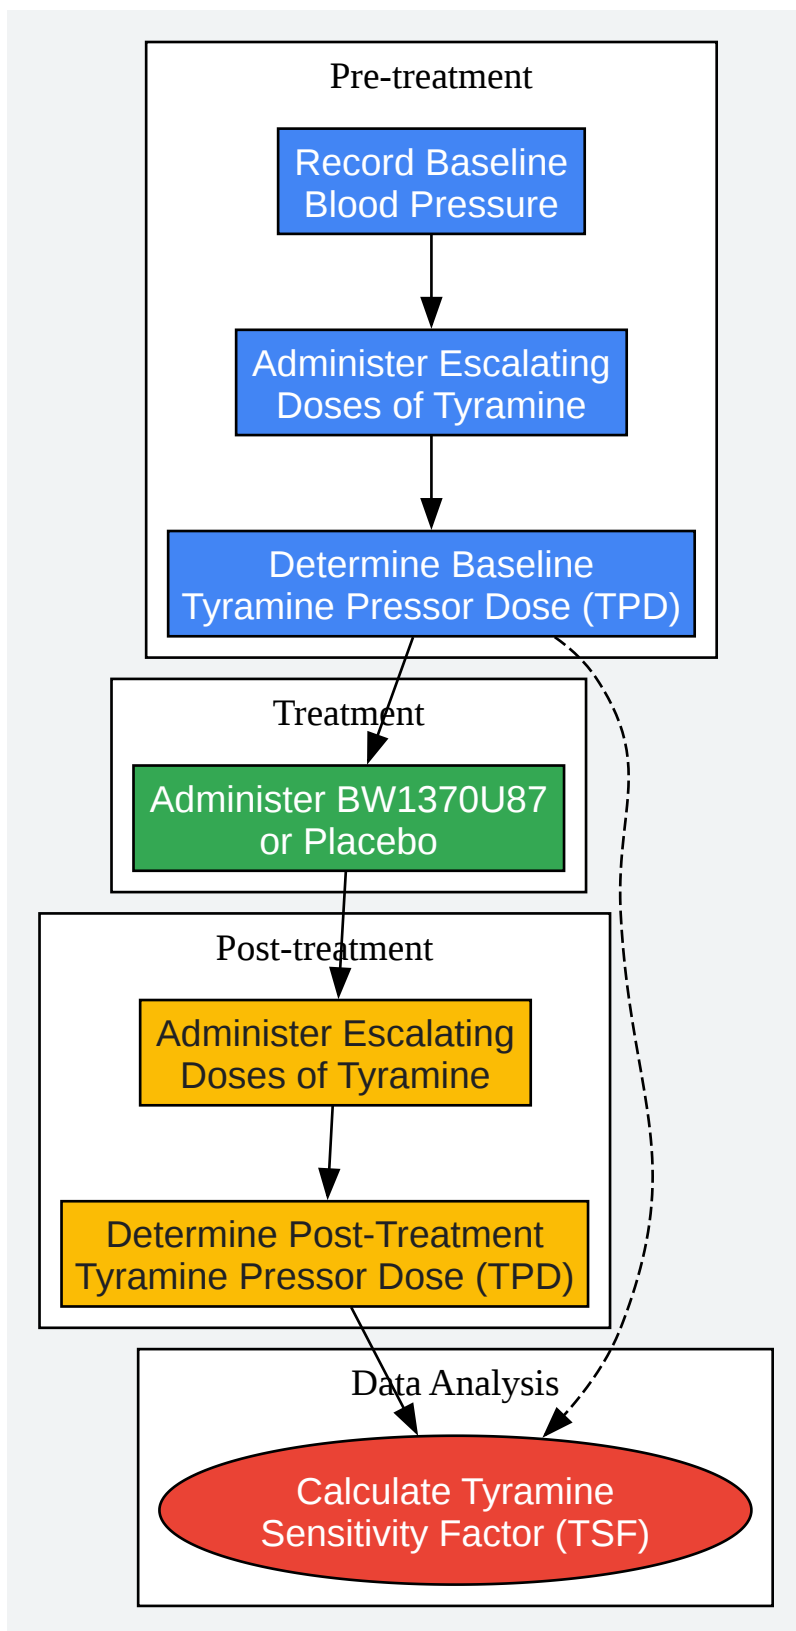 Pre-treatment
Record Baseline
Blood Pressure
Administer Escalating
Doses of Tyramine
Determine Baseline
Tyramine Pressor Dose (TPD)
Treatment
Administer BW1370U87
or Placebo
Post-treatment
Administer Escalating
Doses of Tyramine
Determine Post-Treatment
Tyramine Pressor Dose (TPD)
Data Analysis
Calculate Tyramine
Sensitivity Factor (TSF)